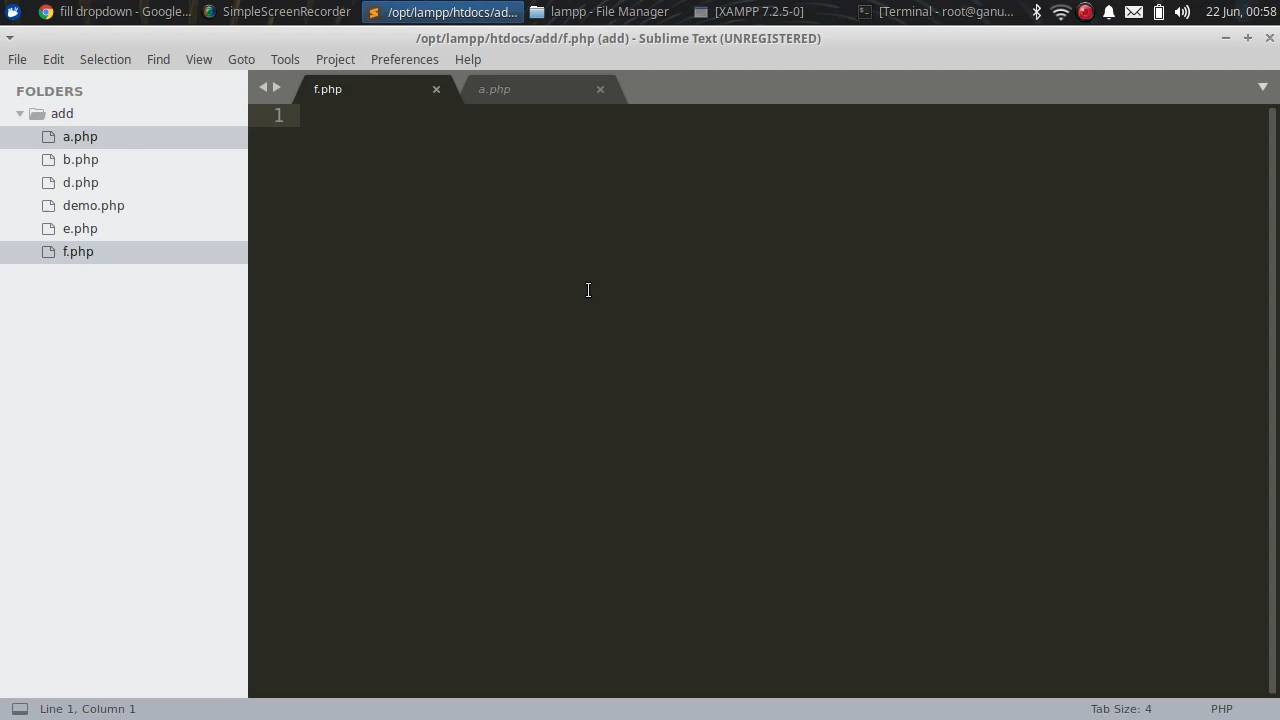 fill dropdown - Google... SimpleScreenRecorder /opt/lampp/htdocs/ad... lampp - File Manager [XAMPP 7.2.5-0] [Terminal - root@ganu... 22 Jun, 00:58
/opt/lampp/htdocs/add/f.php (add) - Sublime Text (UNREGISTERED)
File Edit Selection Find View Goto Tools Project Preferences Help
FOLDERS
add
a.php
b.php
d.php
demo.php
e.php
f.php
f.php a.php
1
Line 1, Column 1 Tab Size: 4 PHP